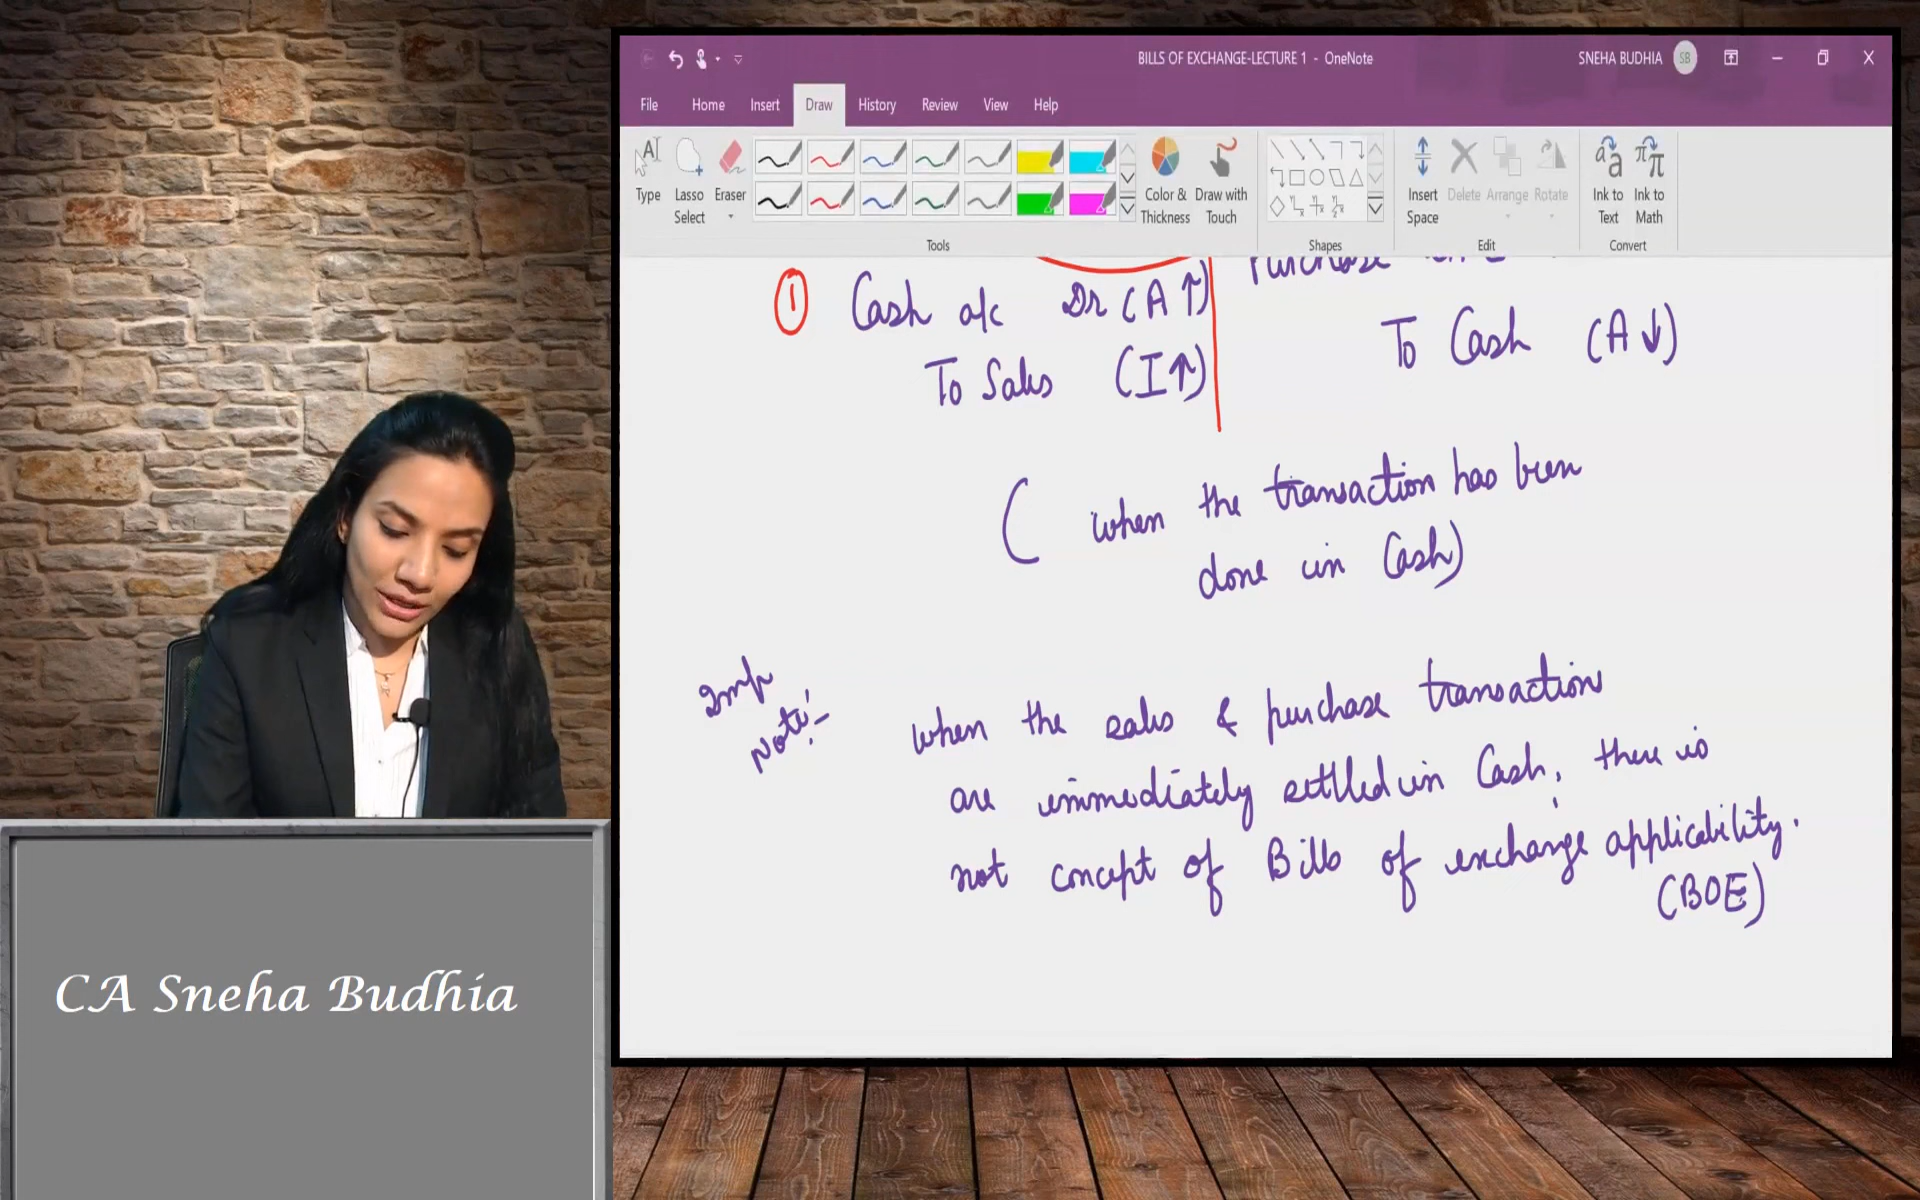 BILLS OF EXCHANGE-LECTURE 1 - OneNote
SNEHA BUDHIA
SB
File Home Insert Draw History Review View Help
Type
Lasso Select
Eraser
Color & Thickness
Draw with Touch
Insert Space
Delete
Arrange
Rotate
Ink to Text
Ink to Math
Tools
Shapes
Edit
Convert
① Cash a/c Dr (A↑)
To Sales (I↑)
Purchase
To Cash (A↓)
( when the transaction has been
done in Cash)
Imp
Note:-
When the sales & purchase transactions
are immediately settled in Cash, there is
not concept of Bills of exchange applicability.
(BOE)
CA Sneha Budhia